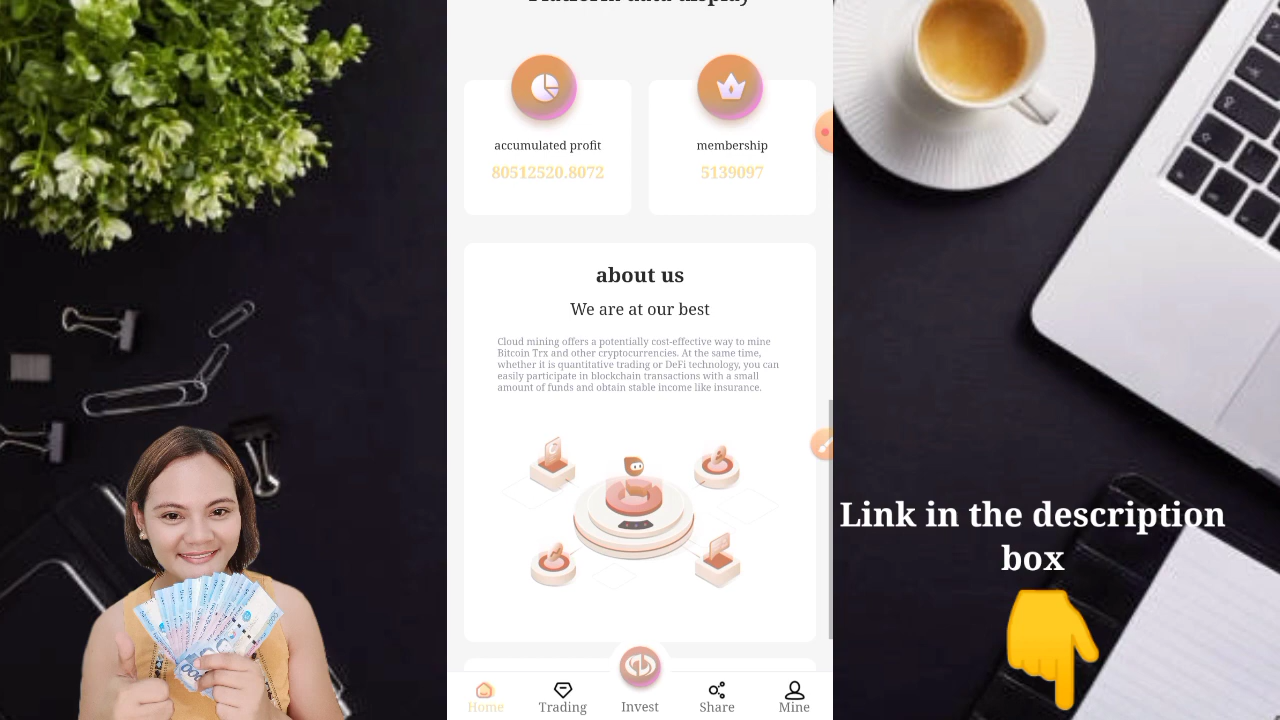 Platform data display
accumulated profit
80512520.8072
membership
5139097
about us
We are at our best
Cloud mining offers a potentially cost-effective way to mine
Bitcoin Trx and other cryptocurrencies. At the same time,
whether it is quantitative trading or DeFi technology, you can
easily participate in blockchain transactions with a small
amount of funds and obtain stable income like insurance.
Link in the description
box
Home
Trading
Invest
Share
Mine